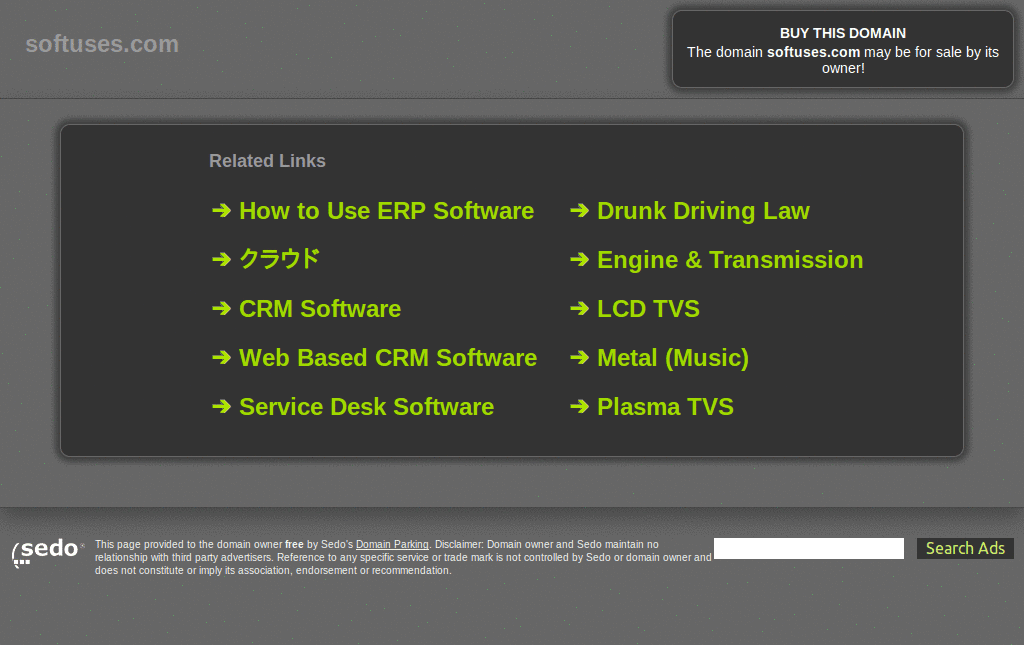 softuses.com
BUY THIS DOMAIN
The domain softuses.com may be for sale by its
owner!
Related Links
➔ How to Use ERP Software
➔ クラウド
➔ CRM Software
➔ Web Based CRM Software
➔ Service Desk Software
➔ Drunk Driving Law
➔ Engine & Transmission
➔ LCD TVS
➔ Metal (Music)
➔ Plasma TVS
sedo®
This page provided to the domain owner free by Sedo's Domain Parking. Disclaimer: Domain owner and Sedo maintain no
relationship with third party advertisers. Reference to any specific service or trade mark is not controlled by Sedo or domain owner and
does not constitute or imply its association, endorsement or recommendation.
Search Ads